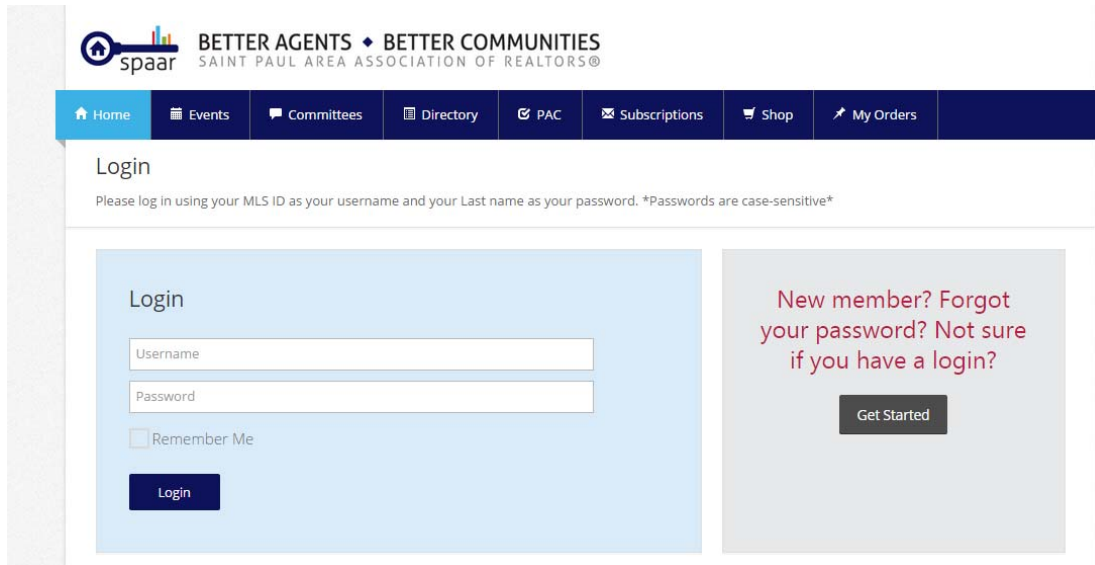 spaar
BETTER AGENTS ◆ BETTER COMMUNITIES
SAINT PAUL AREA ASSOCIATION OF REALTORS®
Home Events Committees Directory PAC Subscriptions Shop My Orders
Login
Please log in using your MLS ID as your username and your Last name as your password. *Passwords are case-sensitive*
Login
Username
Password
Remember Me
Login
New member? Forgot
your password? Not sure
if you have a login?
Get Started